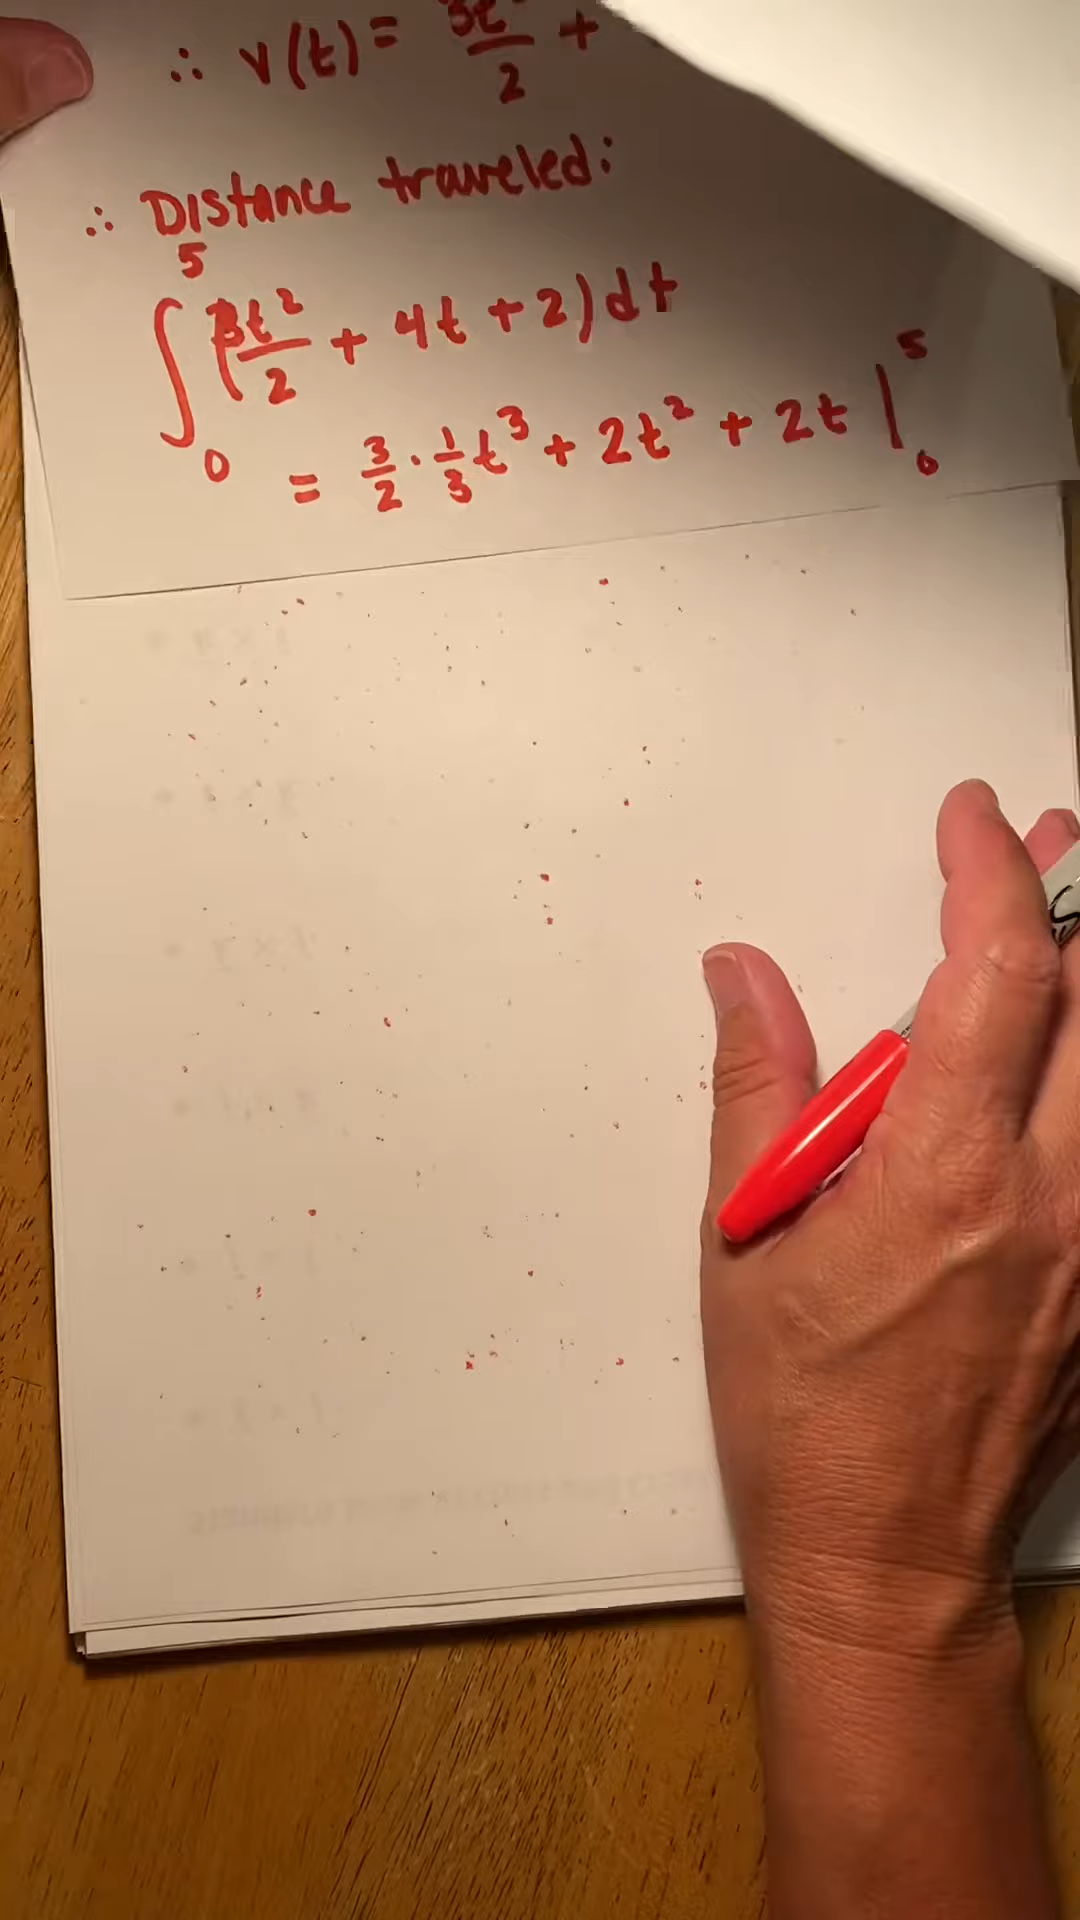 ∴ v(t) = 3t²/2 +
∴ Distance traveled:
∫₀⁵ (3t²/2 + 4t + 2) dt
= 3/2 · 1/3 t³ + 2t² + 2t |₀⁵